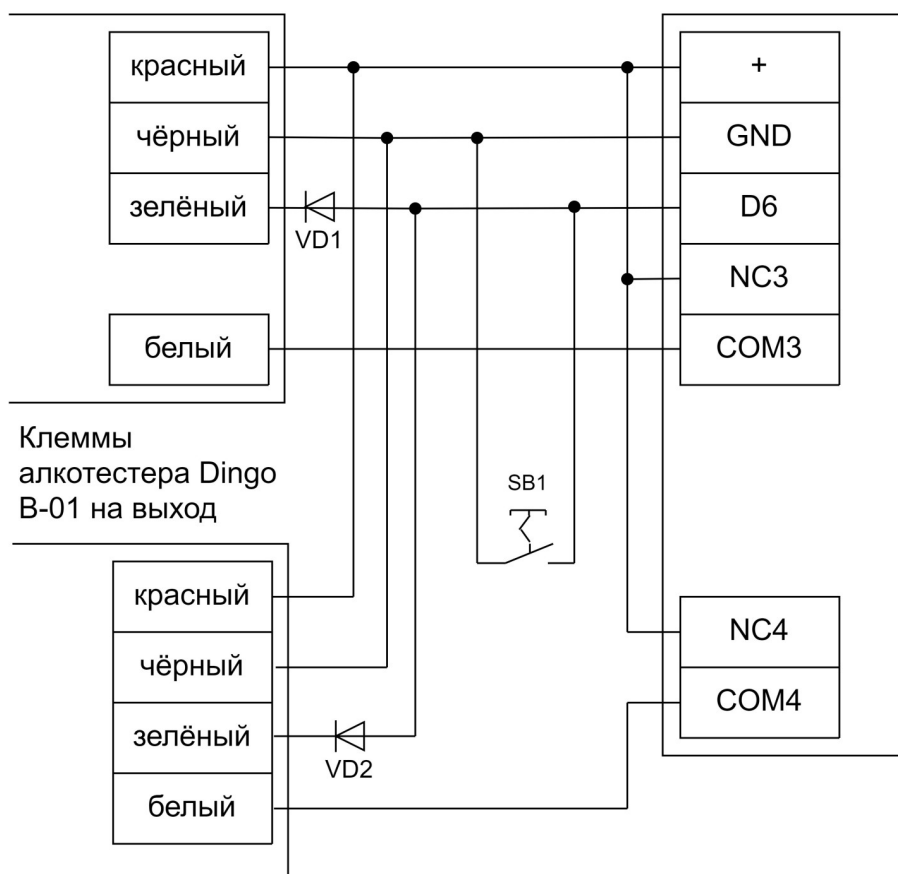 красный
чёрный
зелёный
VD1
белый
+
GND
D6
NC3
COM3
Клеммы
алкотестера Dingo
B-01 на выход
SB1
красный
чёрный
зелёный
VD2
белый
NC4
COM4